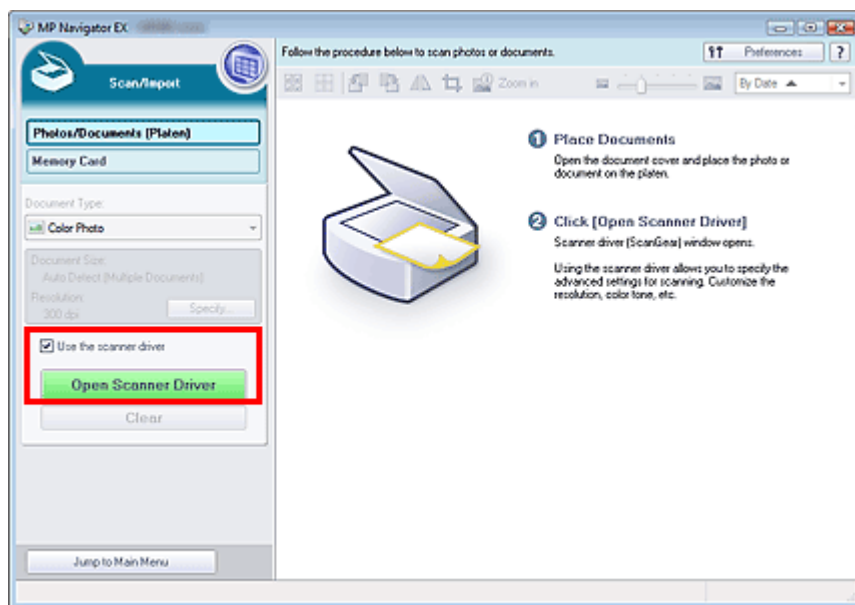 MP Navigator EX
Scan/Import
Follow the procedure below to scan photos or documents.
Preferences
?
Zoom in
By Date
Photos/Documents (Platen)
Memory Card
Document Type:
Color Photo
Document Size:
Auto Detect (Multiple Documents)
Resolution:
300 dpi
Specify...
Use the scanner driver
Open Scanner Driver
Clear
Jump to Main Menu
1 Place Documents
Open the document cover and place the photo or
document on the platen.
2 Click [Open Scanner Driver]
Scanner driver (ScanGear) window opens.
Using the scanner driver allows you to specify the
advanced settings for scanning. Customize the
resolution, color tone, etc.